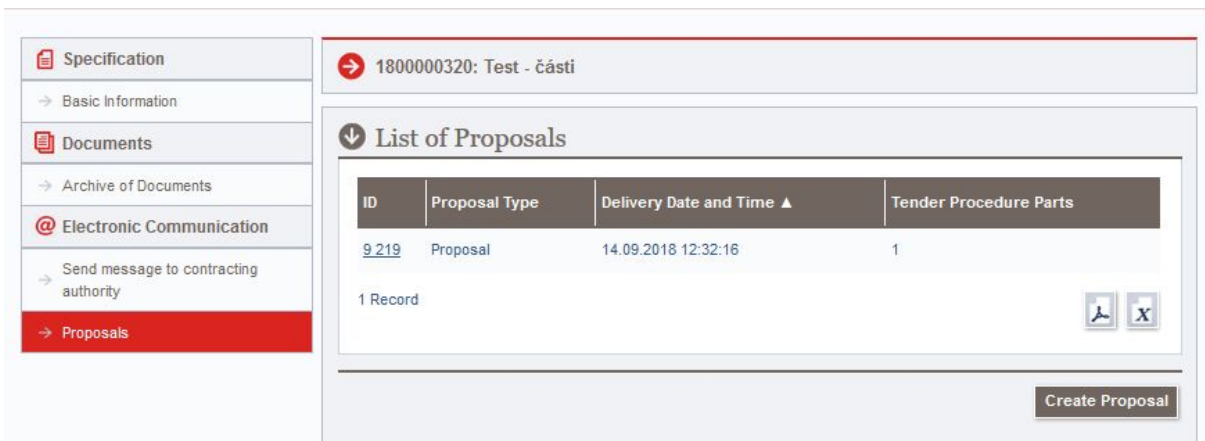 Specification
Basic Information
Documents
Archive of Documents
@ Electronic Communication
Send message to contracting
authority
Proposals
1800000320: Test - části
List of Proposals
ID Proposal Type Delivery Date and Time ▲ Tender Procedure Parts
9 219 Proposal 14.09.2018 12:32:16 1
1 Record
X
Create Proposal